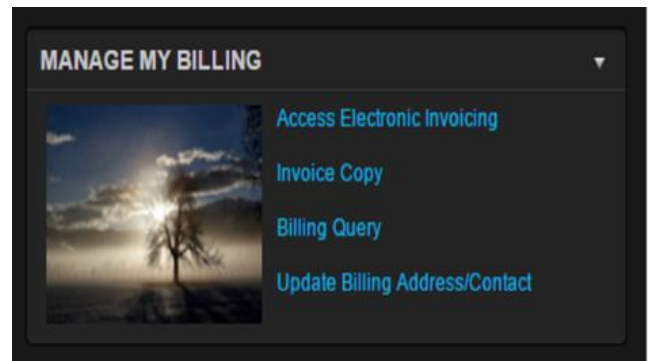 MANAGE MY BILLING
Access Electronic Invoicing
Invoice Copy
Billing Query
Update Billing Address/Contact